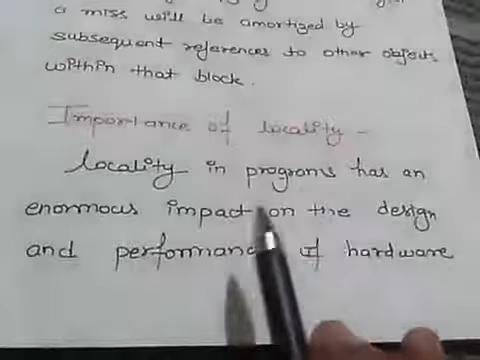 a miss will be amortized by
subsequent references to other objects
within that block.
Importance of locality -
locality in programs has an
enormous impact on the design
and performanc of hardware